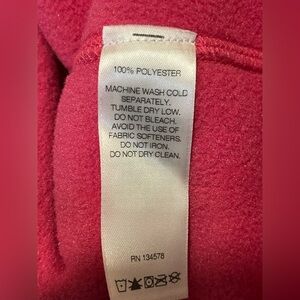 100% POLYESTER
MACHINE WASH COLD
SEPARATELY.
TUMBLE DRY LOW.
DO NOT BLEACH.
AVOID THE USE OF
FABRIC SOFTENERS.
DO NOT IRON.
DO NOT DRY CLEAN.
RN 134578